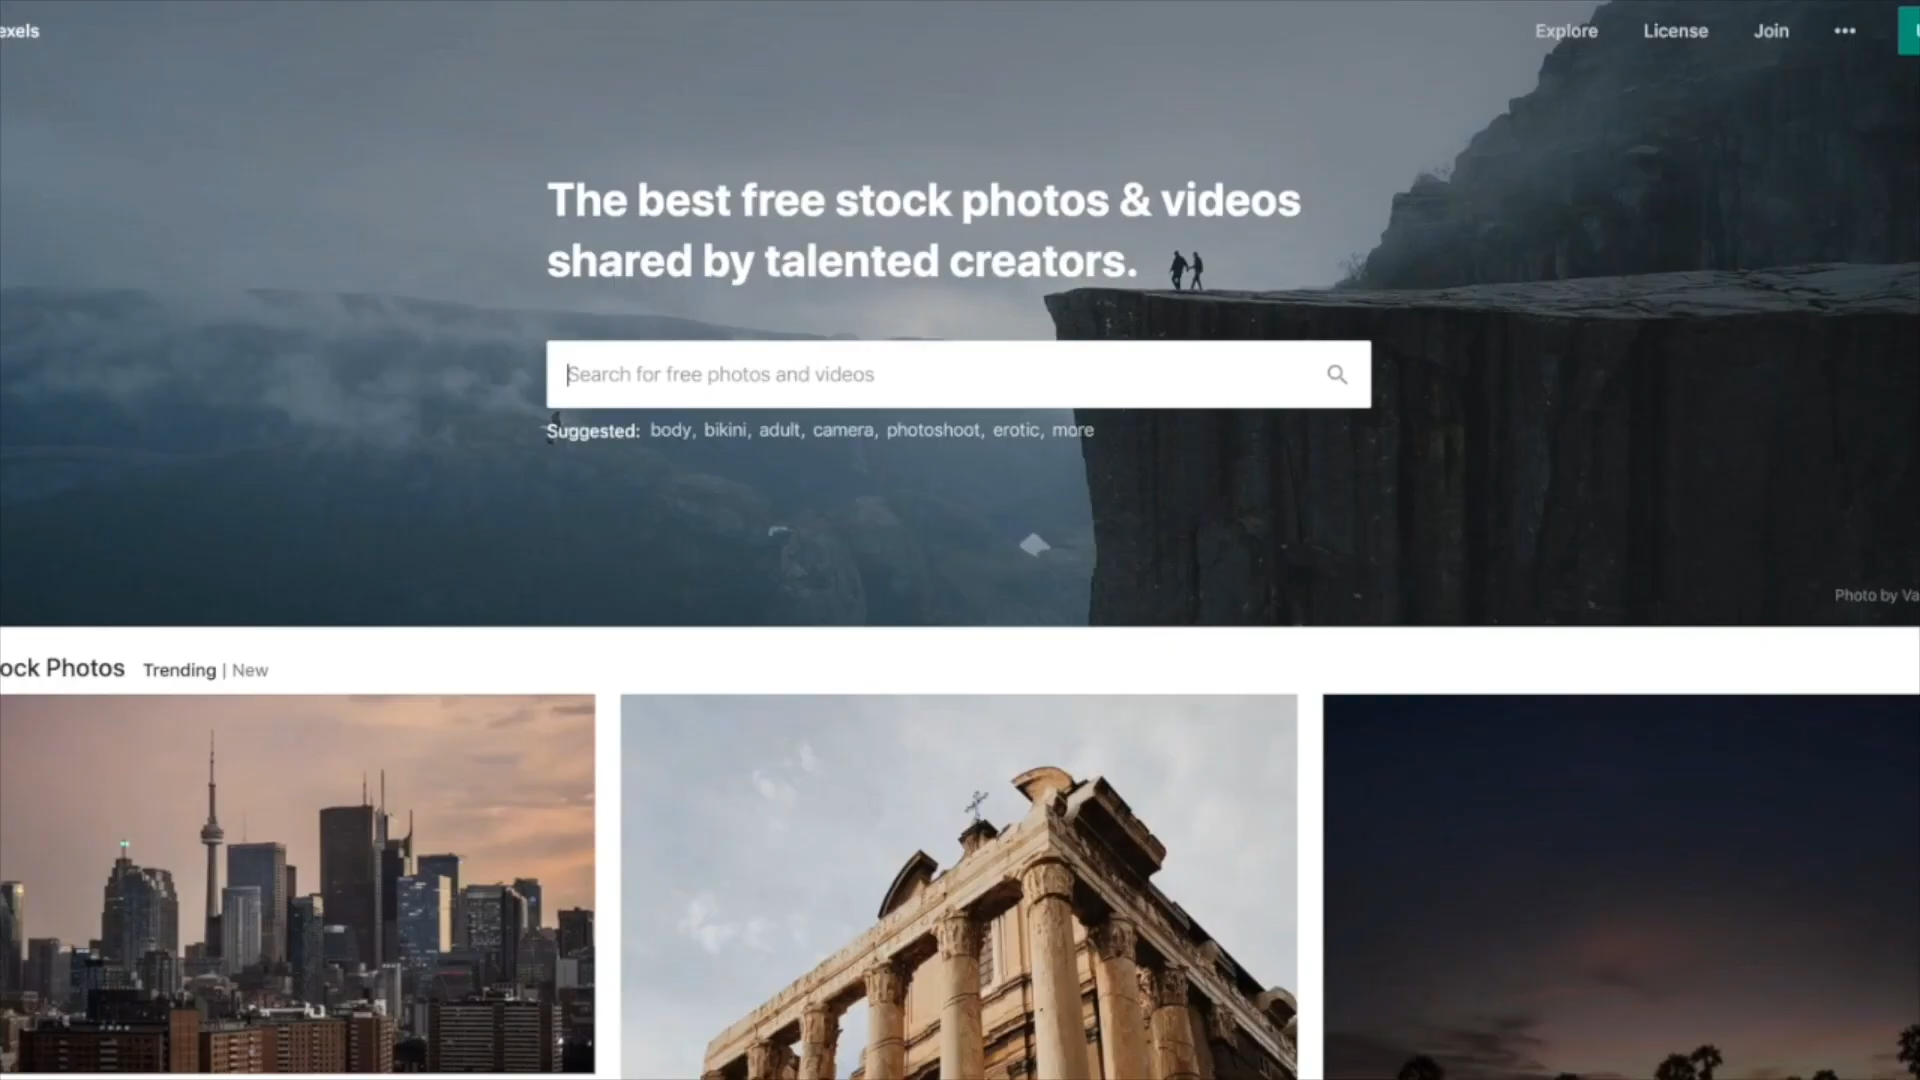 exels
Explore
License
Join
The best free stock photos & videos
shared by talented creators.
Search for free photos and videos
Suggested: body, bikini, adult, camera, photoshoot, erotic, more
Photo by Va
ock Photos
Trending | New